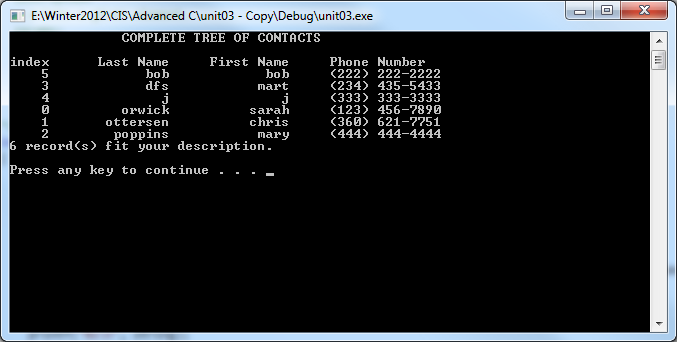 E:\Winter2012\CIS\Advanced C\unit03 - Copy\Debug\unit03.exe
COMPLETE TREE OF CONTACTS
index Last Name First Name Phone Number
5 bob bob (222) 222-2222
3 dfs mart (234) 435-5433
4 j j (333) 333-3333
0 orwick sarah (123) 456-7890
1 ottersen chris (360) 621-7751
2 poppins mary (444) 444-4444
6 record(s) fit your description.
Press any key to continue . . . _